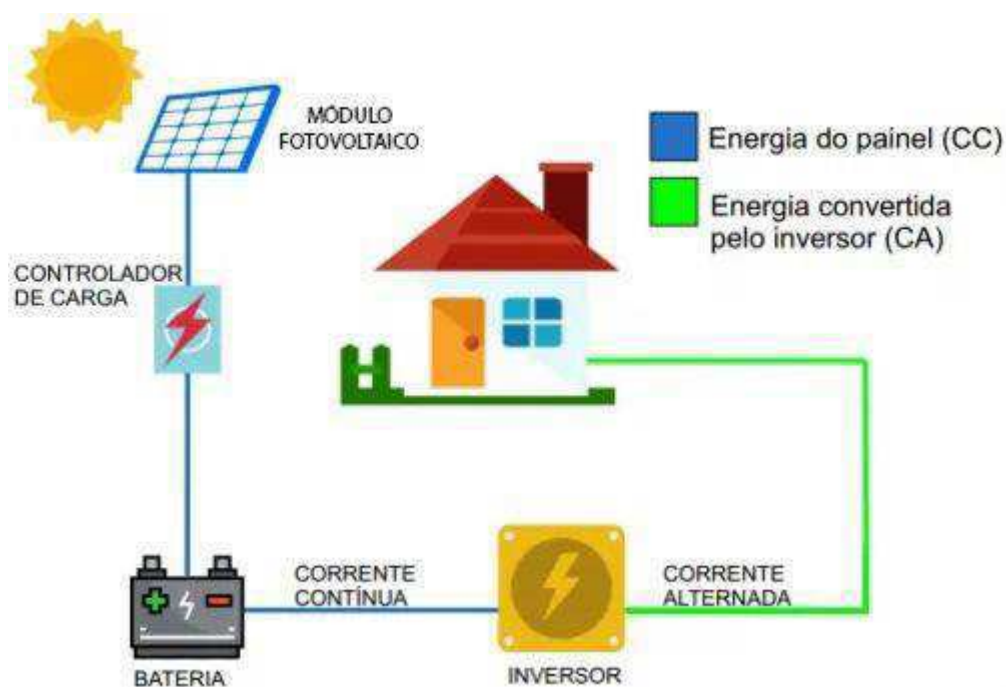 MÓDULO
FOTOVOLTAICO
Energia do painel (CC)
Energia convertida
pelo inversor (CA)
CONTROLADOR
DE CARGA
CORRENTE
CONTÍNUA
CORRENTE
ALTERNADA
BATERIA
INVERSOR